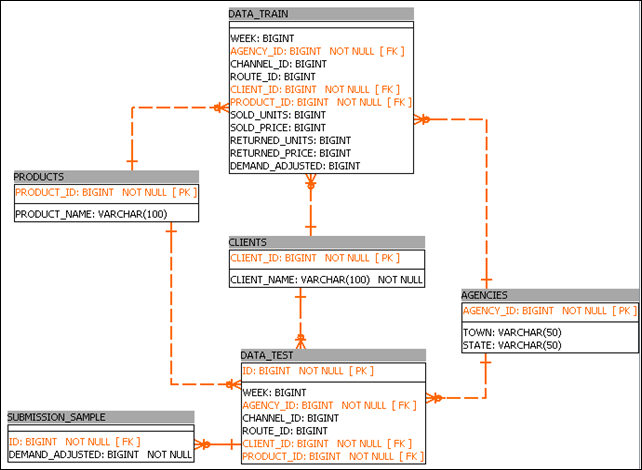 DATA_TRAIN
WEEK: BIGINT
AGENCY_ID: BIGINT NOT NULL [ FK ]
CHANNEL_ID: BIGINT
ROUTE_ID: BIGINT
CLIENT_ID: BIGINT NOT NULL [ FK ]
PRODUCT_ID: BIGINT NOT NULL [ FK ]
SOLD_UNITS: BIGINT
SOLD_PRICE: BIGINT
RETURNED_UNITS: BIGINT
RETURNED_PRICE: BIGINT
DEMAND_ADJUSTED: BIGINT
PRODUCTS
PRODUCT_ID: BIGINT NOT NULL [ PK ]
PRODUCT_NAME: VARCHAR(100)
CLIENTS
CLIENT_ID: BIGINT NOT NULL [ PK ]
CLIENT_NAME: VARCHAR(100) NOT NULL
AGENCIES
AGENCY_ID: BIGINT NOT NULL [ PK ]
TOWN: VARCHAR(50)
STATE: VARCHAR(50)
DATA_TEST
ID: BIGINT NOT NULL [ PK ]
WEEK: BIGINT
AGENCY_ID: BIGINT NOT NULL [ FK ]
CHANNEL_ID: BIGINT
ROUTE_ID: BIGINT
CLIENT_ID: BIGINT NOT NULL [ FK ]
PRODUCT_ID: BIGINT NOT NULL [ FK ]
SUBMISSION_SAMPLE
ID: BIGINT NOT NULL [ FK ]
DEMAND_ADJUSTED: BIGINT NOT NULL